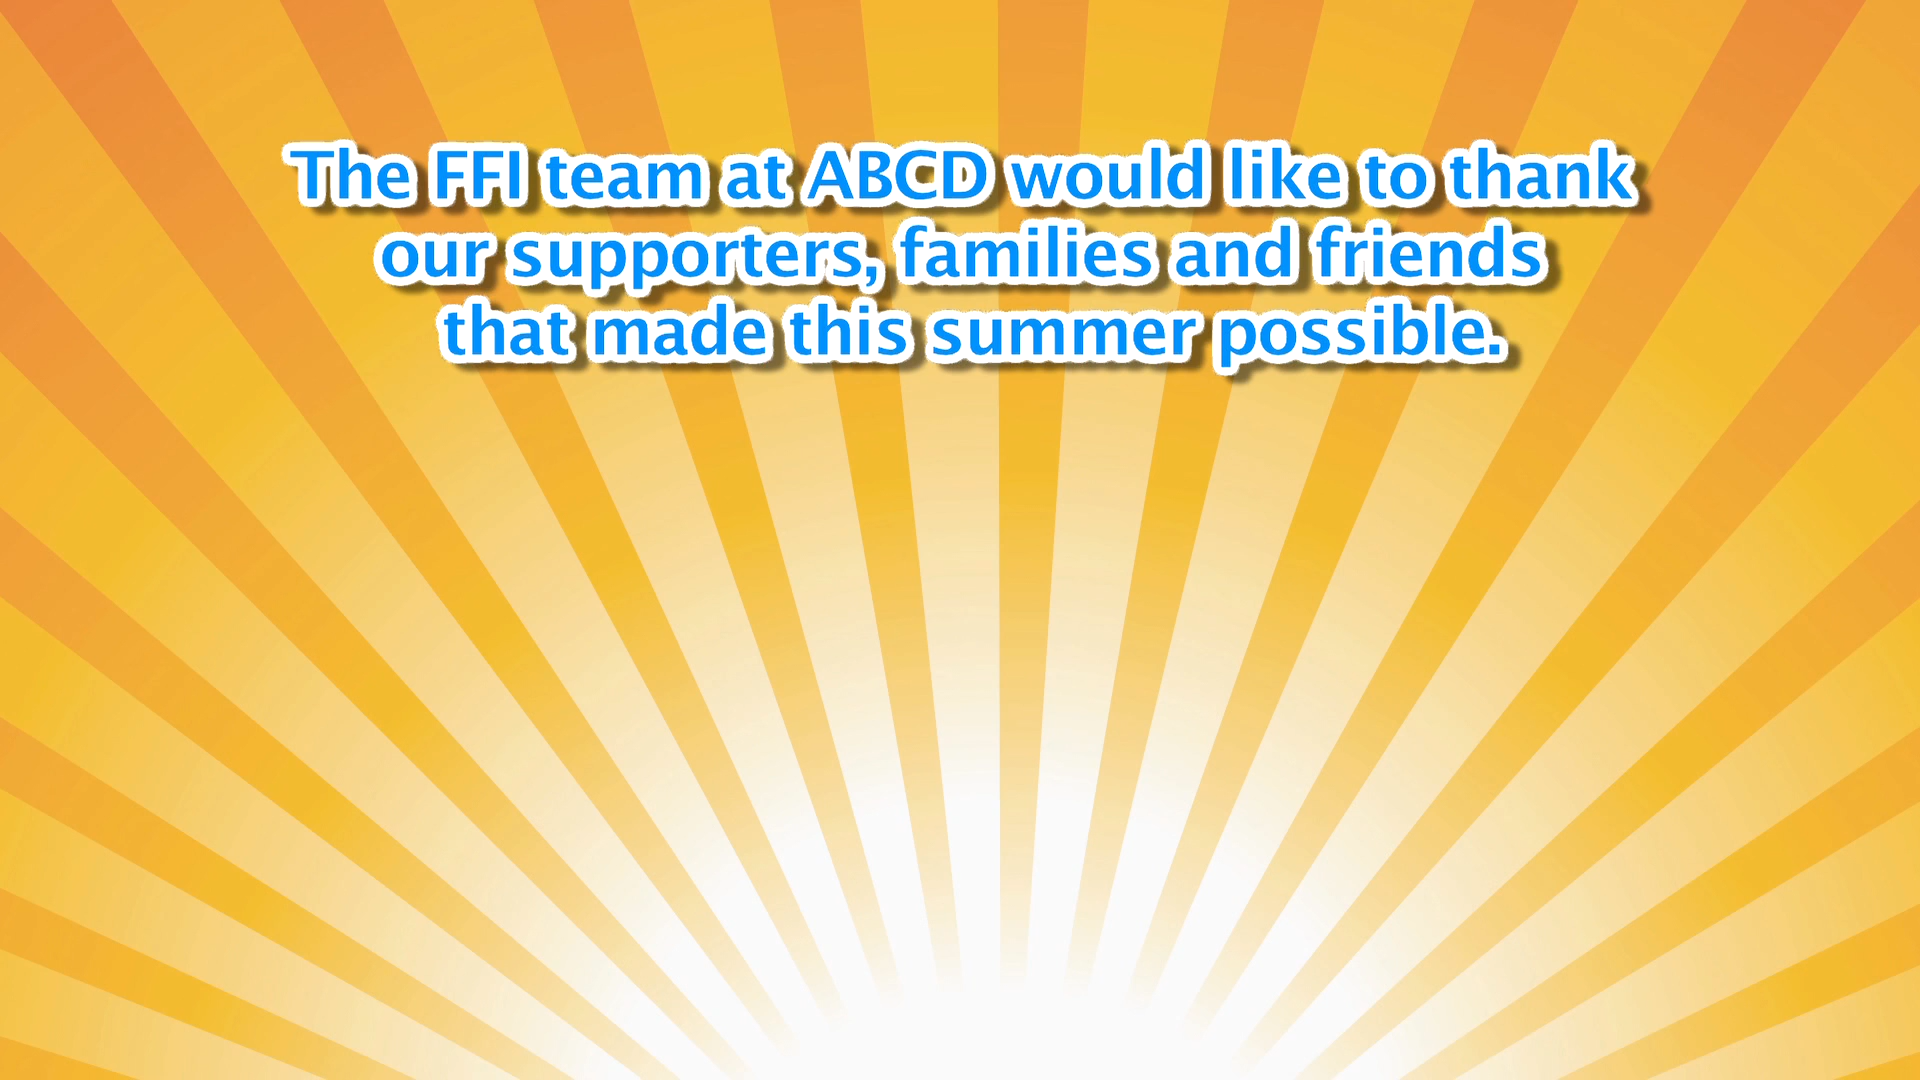 The FFI team at ABCD would like to thank
our supporters, families and friends
that made this summer possible.